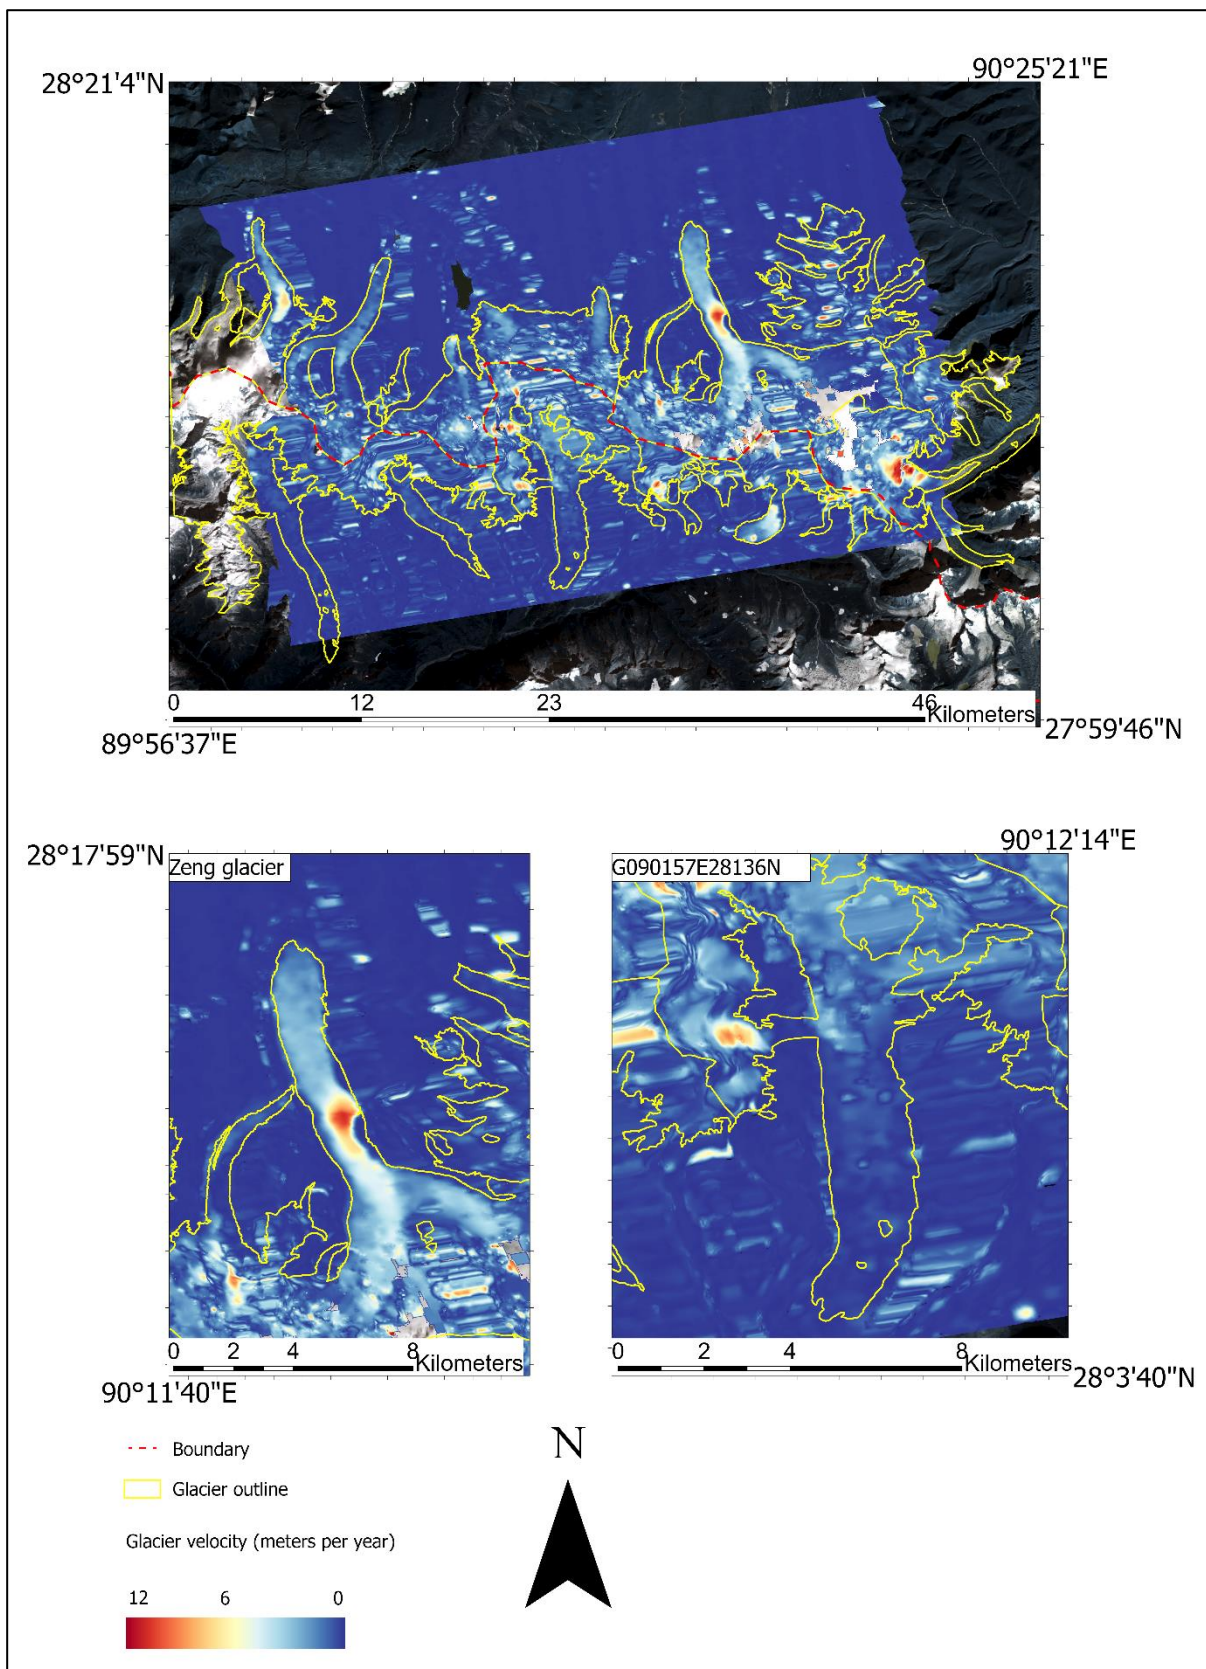 28°21'4"N
90°25'21"E
0 12 23 46
Kilometers
89°56'37"E
27°59'46"N
28°17'59"N
90°12'14"E
Zeng glacier
G090157E28136N
0 2 4 8
Kilometers
0 2 4 8
Kilometers
90°11'40"E
28°3'40"N
Boundary
N
Glacier outline
Glacier velocity (meters per year)
12 6 0